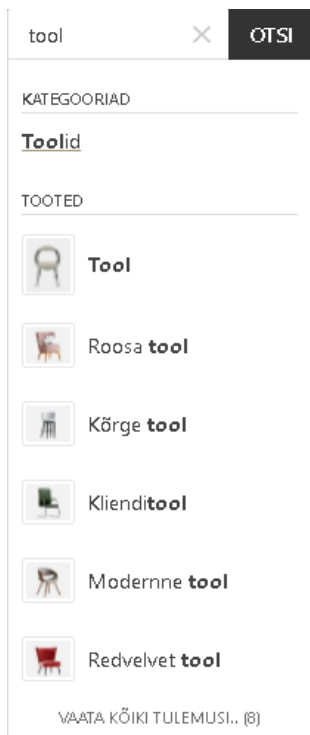 tool
OTSI
KATEGOORIAD
Toolid
TOOTED
Tool
Roosa tool
Kõrge tool
Klienditool
Modernne tool
Redvelvet tool
VAATA KÕIKI TULEMUSI.. (8)